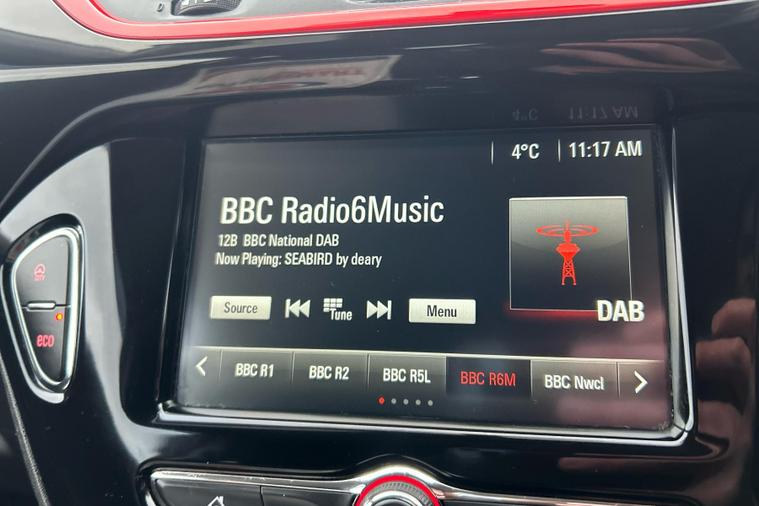 4°C 11:17 AM
BBC Radio6Music
12B BBC National DAB
Now Playing: SEABIRD by deary
DAB
Source Tune Menu
BBC R1 BBC R2 BBC R5L BBC R6M BBC Nwcl
eco